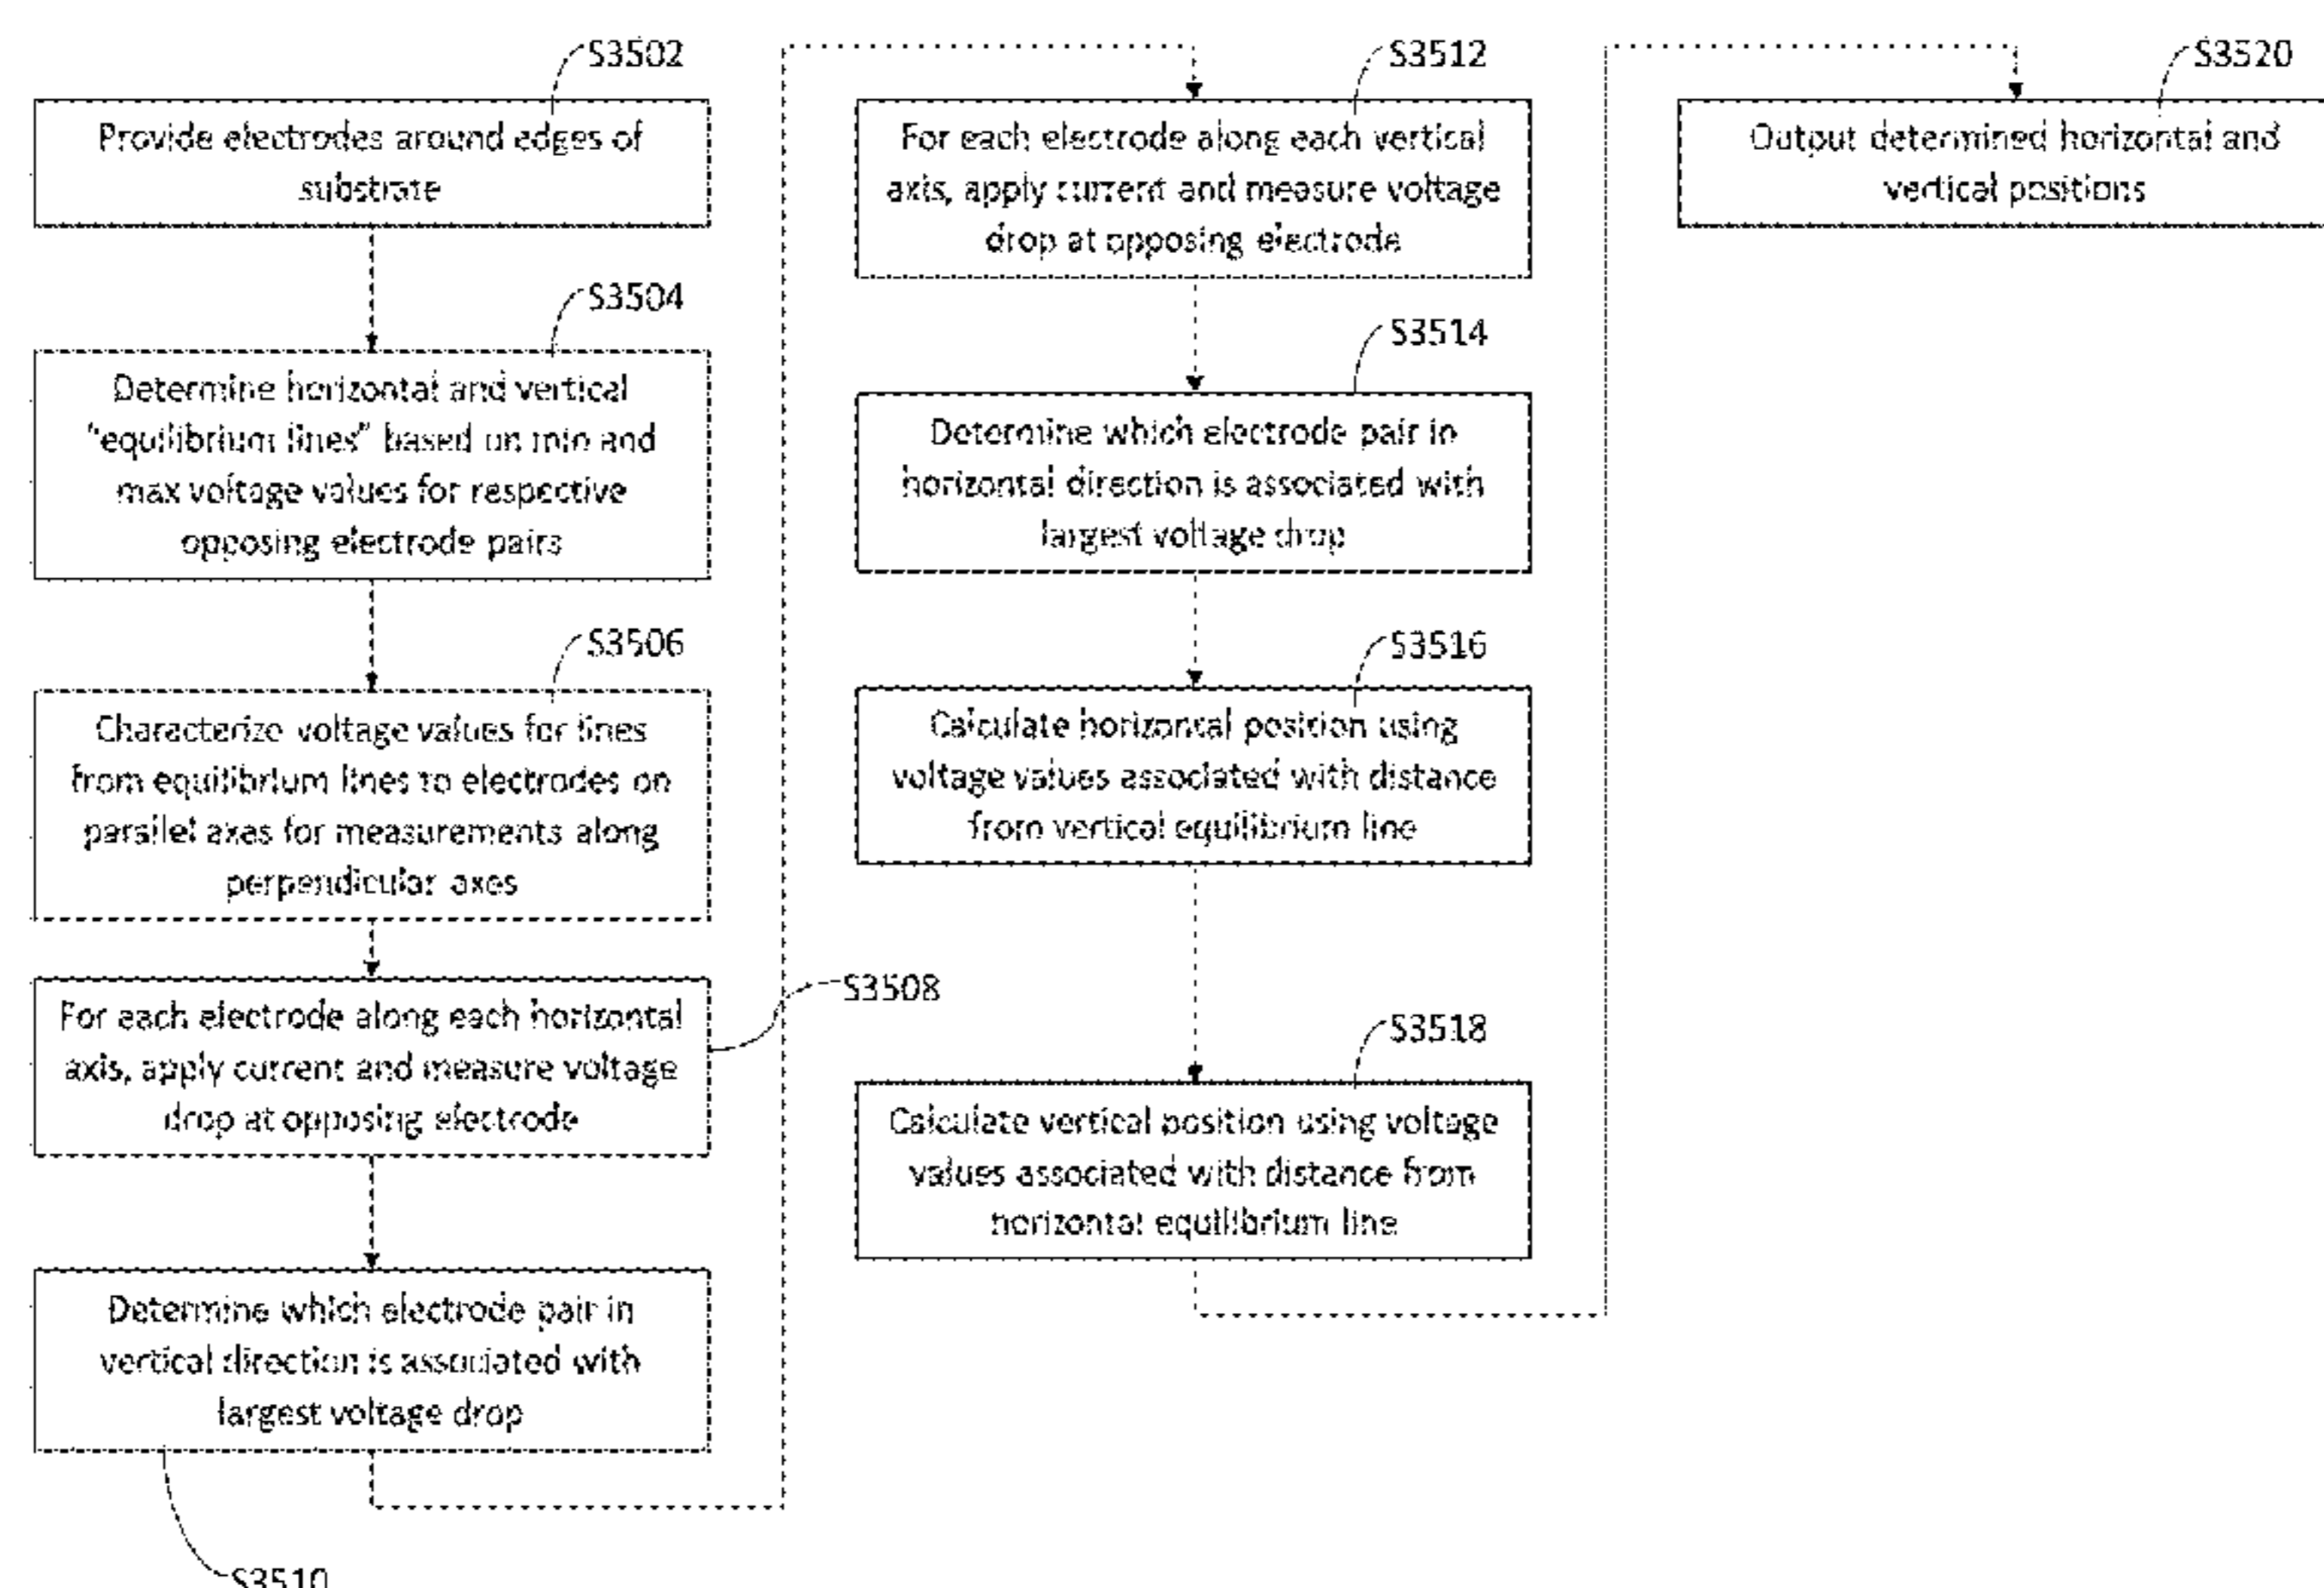 S3502
Provide electrodes around edges of
substrate
S3504
Determine horizontal and vertical
“equilibrium lines” based on min and
max voltage values for respective
opposing electrode pairs
S3506
Characterize voltage values for lines
from equilibrium lines to electrodes on
parallel axes for measurements along
perpendicular axes
S3508
For each electrode along each horizontal
axis, apply current and measure voltage
drop at opposing electrode
Determine which electrode pair in
vertical direction is associated with
largest voltage drop
S3510
S3512
For each electrode along each vertical
axis, apply current and measure voltage
drop at opposing electrode
S3514
Determine which electrode pair in
horizontal direction is associated with
largest voltage drop
S3516
Calculate horizontal position using
voltage values associated with distance
from vertical equilibrium line
S3518
Calculate vertical position using voltage
values associated with distance from
horizontal equilibrium line
S3520
Output determined horizontal and
vertical positions